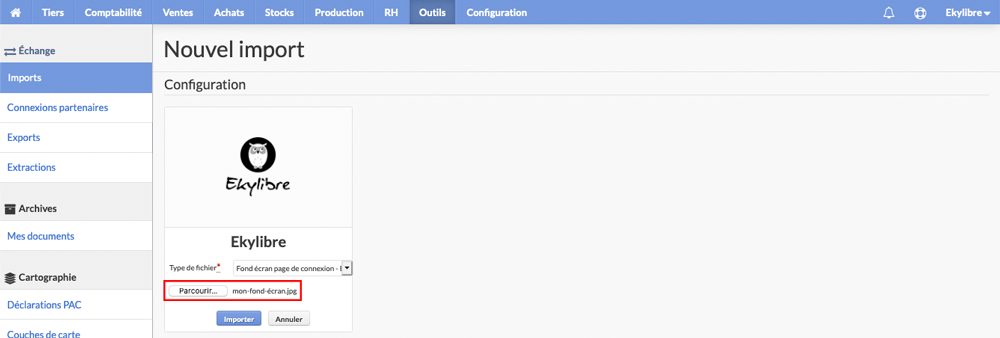 Tiers Comptabilité Ventes Achats Stocks Production RH Outils Configuration Ekylibre
Échange
Imports
Connexions partenaires
Exports
Extractions
Archives
Mes documents
Cartographie
Déclarations PAC
Couches de carte
Nouvel import
Configuration
Ekylibre
Ekylibre
Type de fichier* Fond écran page de connexion -
Parcourir... mon-fond-écran.jpg
Importer Annuler